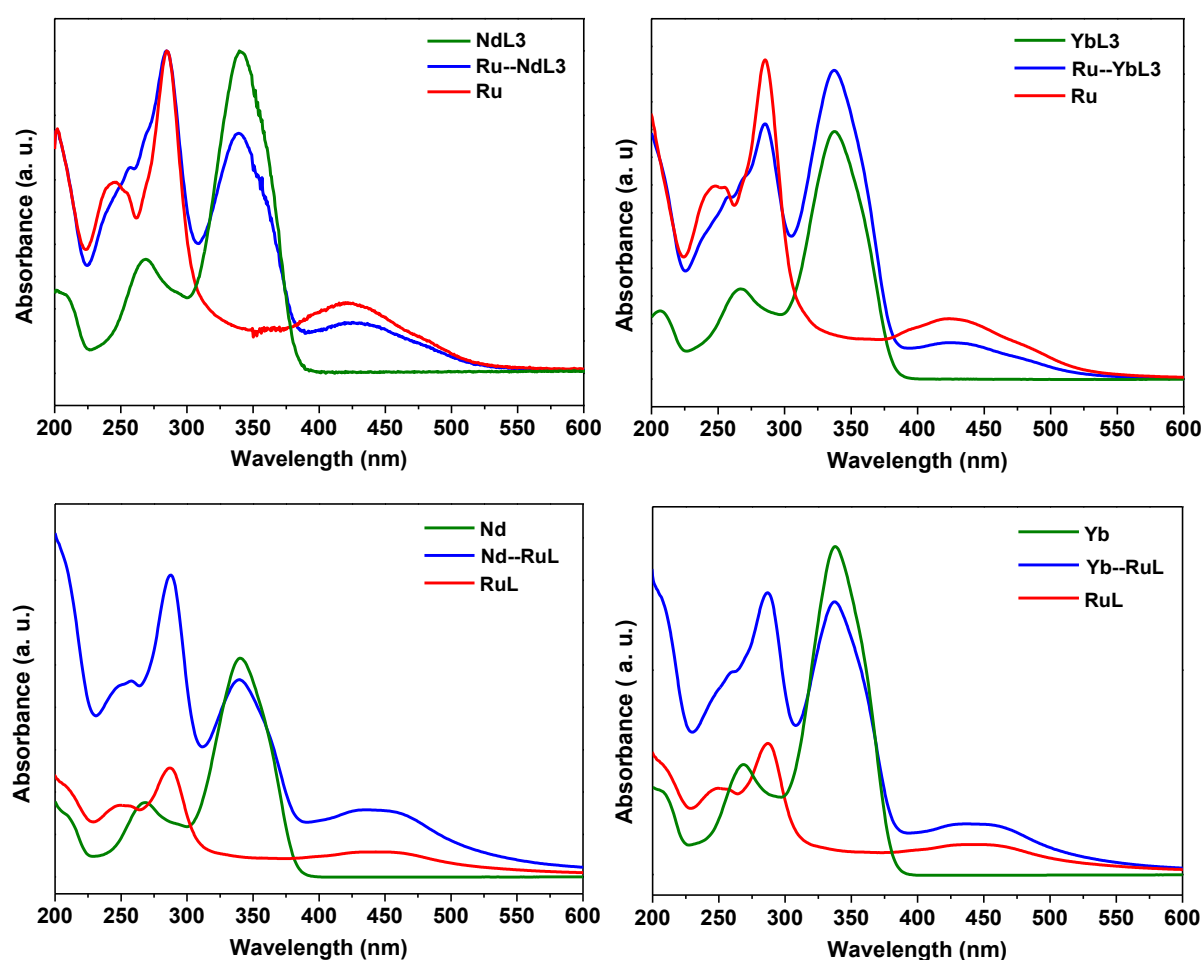 NdL3
Ru--NdL3
Ru
Absorbance (a. u.)
200 250 300 350 400 450 500 550 600
Wavelength (nm)
YbL3
Ru--YbL3
Ru
Absorbance (a. u)
200 250 300 350 400 450 500 550 600
Wavelength (nm)
Nd
Nd--RuL
RuL
Absorbance (a. u.)
200 250 300 350 400 450 500 550 600
Wavelength (nm)
Yb
Yb--RuL
RuL
Absorbance ( a. u.)
200 250 300 350 400 450 500 550 600
Wavelength (nm)